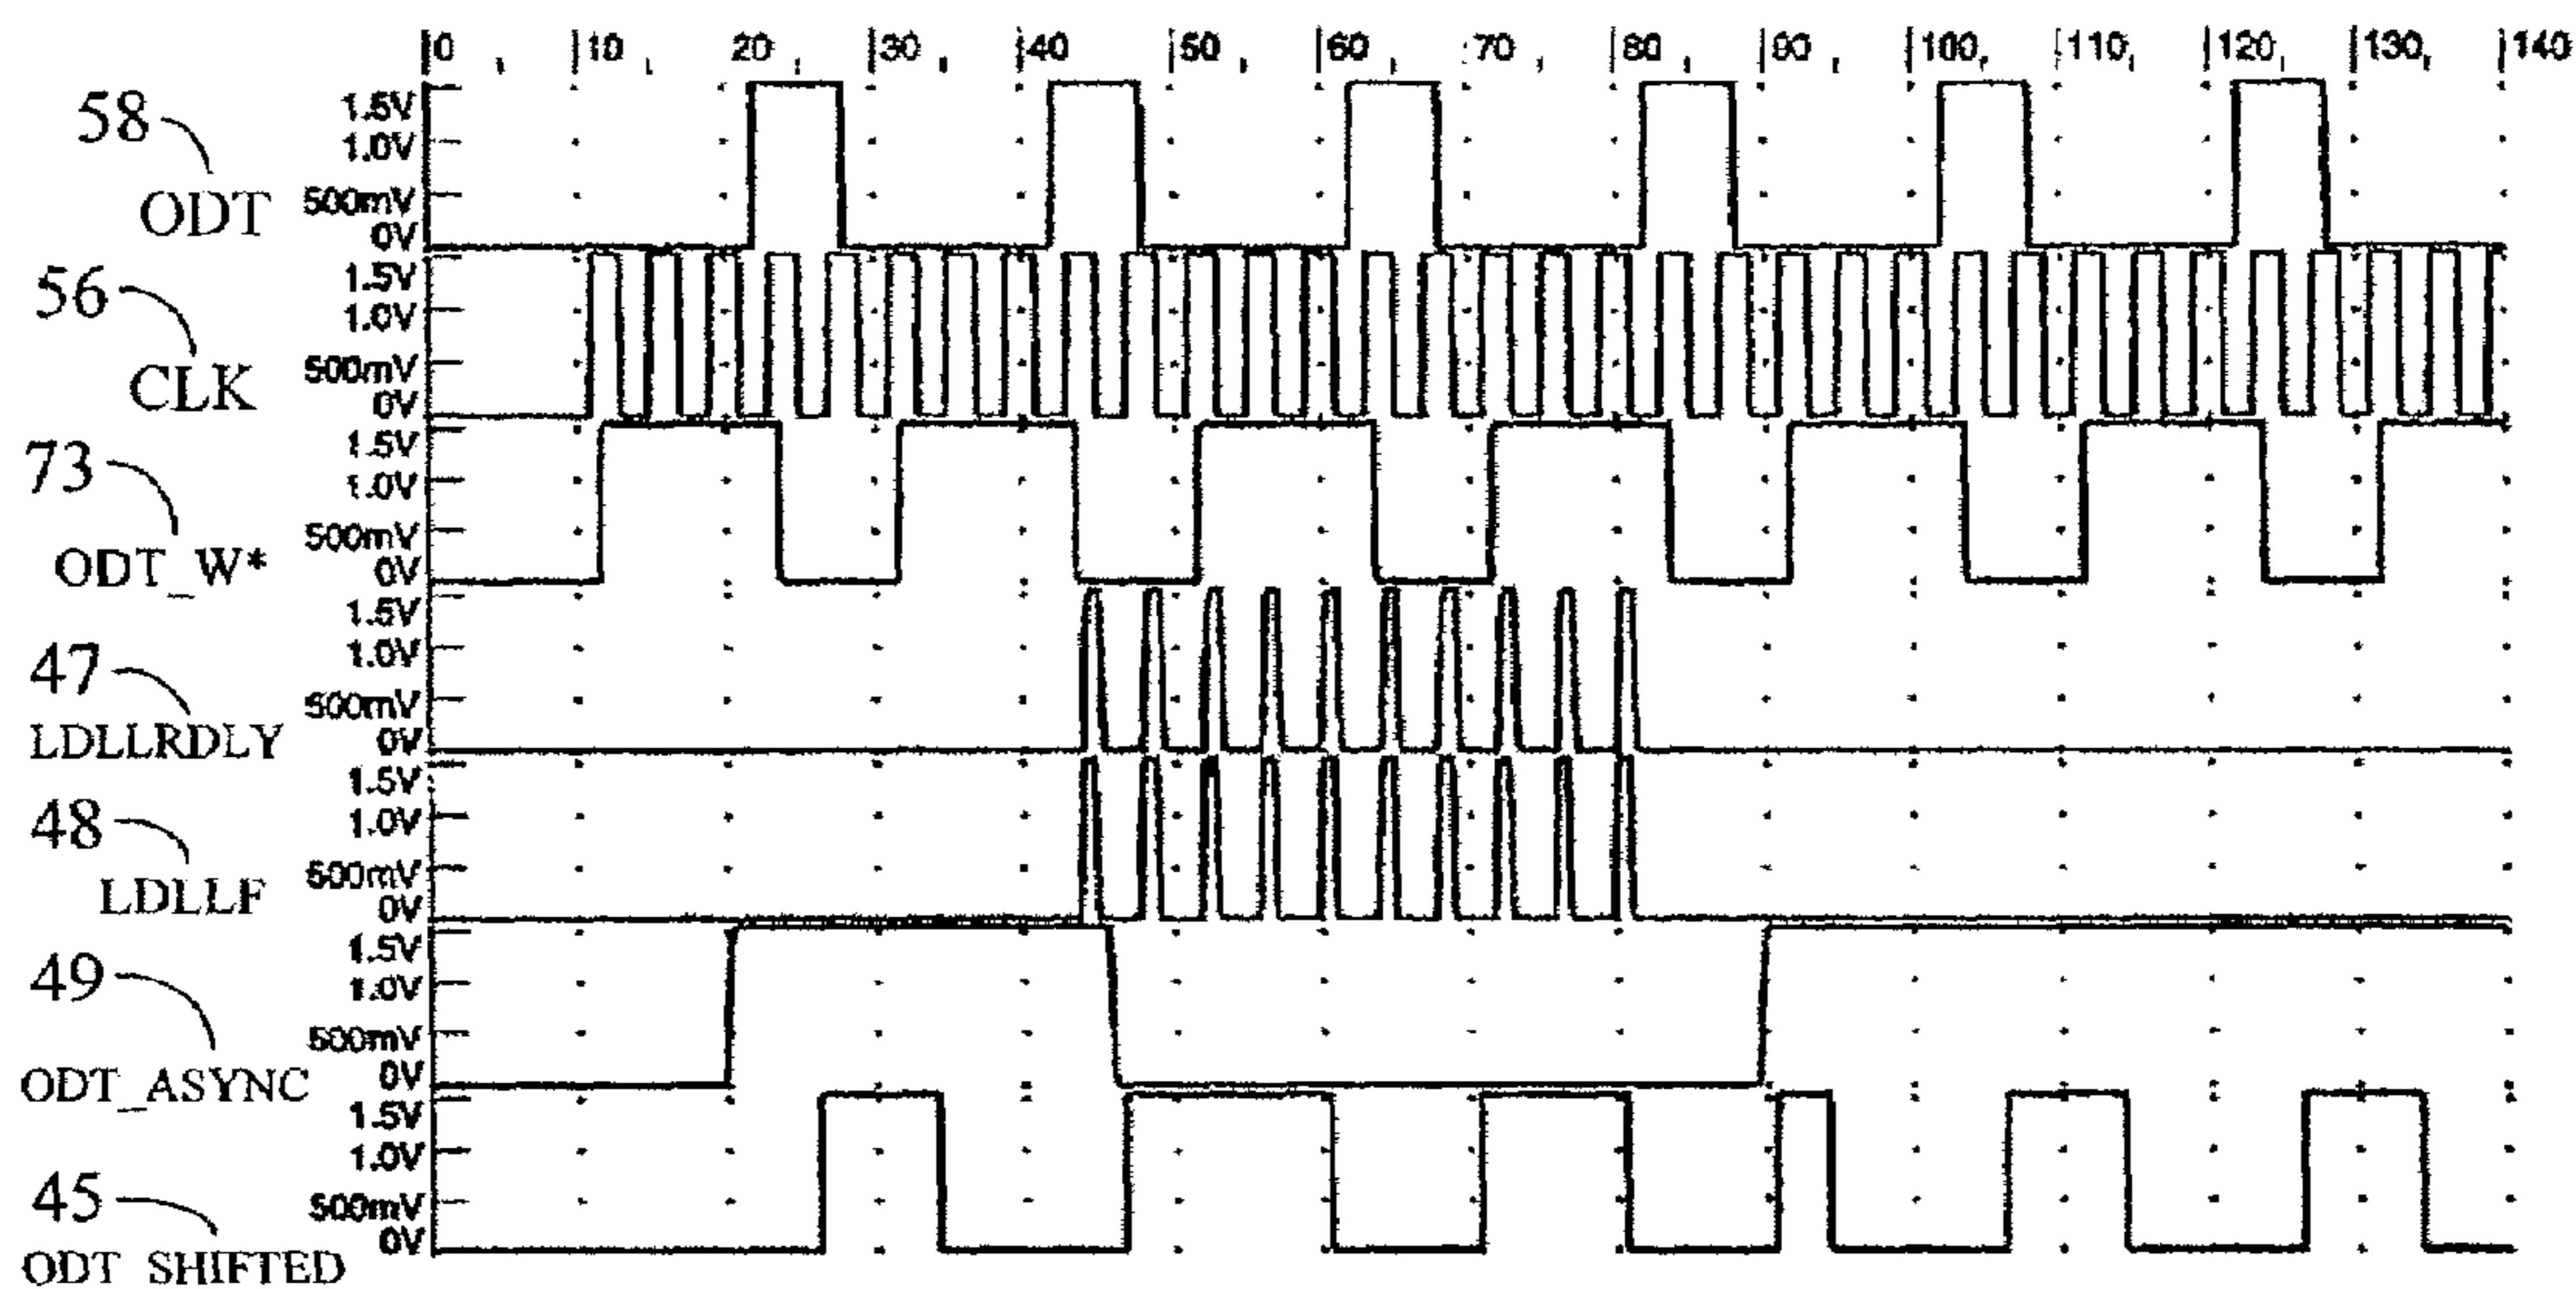 0 10 20 30 40 50 60 70 80 90 100 110 120 130 140
58
ODT
1.5V
1.0V
500mV
0V
56
CLK
1.5V
1.0V
500mV
0V
73
ODT_W*
1.5V
1.0V
500mV
0V
47
LDLLRDLY
1.5V
1.0V
500mV
0V
48
LDLLF
1.5V
1.0V
500mV
0V
49
ODT_ASYNC
1.5V
1.0V
500mV
0V
45
ODT SHIFTED
1.5V
1.0V
500mV
0V